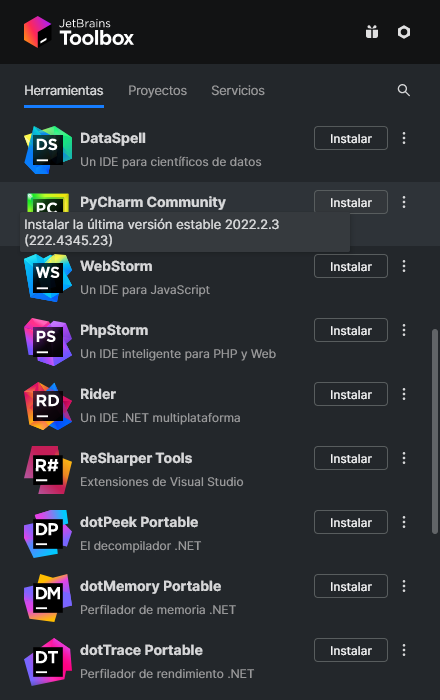 JetBrains
Toolbox
Herramientas Proyectos Servicios
DS
DataSpell
Instalar
Un IDE para científicos de datos
PC
PyCharm Community
Instalar
Instalar la última versión estable 2022.2.3
(222.4345.23)
WS
WebStorm
Instalar
Un IDE para JavaScript
PS
PhpStorm
Instalar
Un IDE inteligente para PHP y Web
RD
Rider
Instalar
Un IDE .NET multiplataforma
R#
ReSharper Tools
Instalar
Extensiones de Visual Studio
DP
dotPeek Portable
Instalar
El decompilador .NET
DM
dotMemory Portable
Instalar
Perfilador de memoria .NET
DT
dotTrace Portable
Instalar
Perfilador de rendimiento .NET